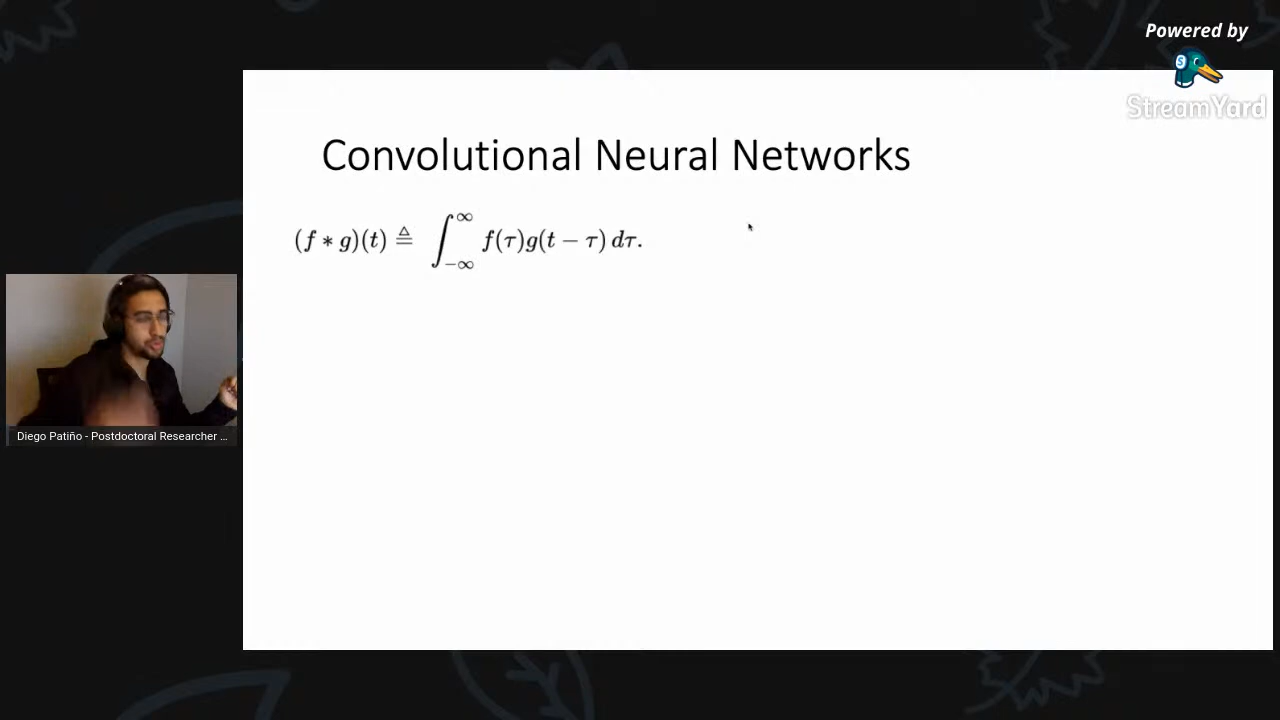 Powered by
StreamYard
Convolutional Neural Networks
(f ∗ g)(t) ≜ ∫_{-∞}^{∞} f(τ)g(t − τ) dτ.
Diego Patiño - Postdoctoral Researcher ...